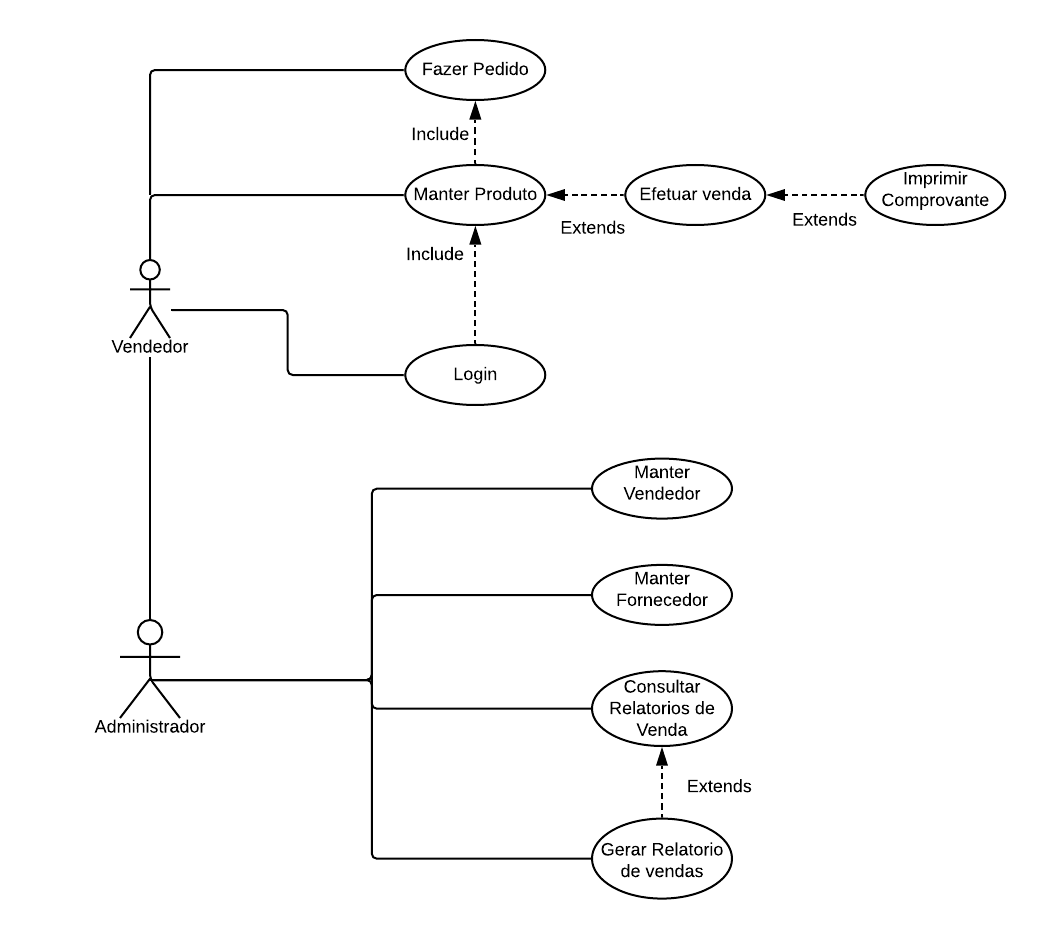 Fazer Pedido
Include
Manter Produto
Efetuar venda
Imprimir
Comprovante
Extends
Extends
Include
Vendedor
Login
Manter
Vendedor
Manter
Fornecedor
Consultar
Relatorios de
Venda
Administrador
Extends
Gerar Relatorio
de vendas